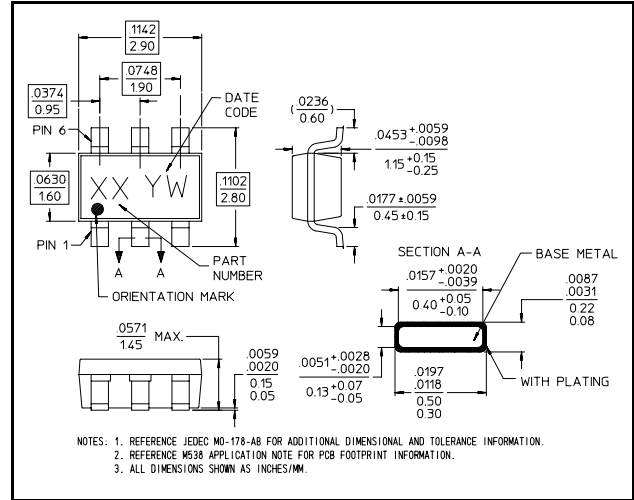 .1142
2.90
.0748
1.90
.0374
0.95
DATE
CODE
PIN 6
(.0236
0.60)
.0453 +.0059
-.0098
1.15 +0.15
-0.25
.0630
1.60
XX YW
.1102
2.80
.0177 ±.0059
0.45 ±0.15
PIN 1
A A
PART
NUMBER
ORIENTATION MARK
SECTION A-A
BASE METAL
.0157 +.0020
-.0039
0.40 +0.05
-0.10
.0087
.0031
0.22
0.08
.0571
1.45 MAX.
.0059
.0020
0.15
0.05
.0051 +.0028
-.0020
0.13 +0.07
-0.05
.0197
.0118
0.50
0.30
WITH PLATING
NOTES: 1. REFERENCE JEDEC MO-178-AB FOR ADDITIONAL DIMENSIONAL AND TOLERANCE INFORMATION.
2. REFERENCE M538 APPLICATION NOTE FOR PCB FOOTPRINT INFORMATION.
3. ALL DIMENSIONS SHOWN AS INCHES/MM.